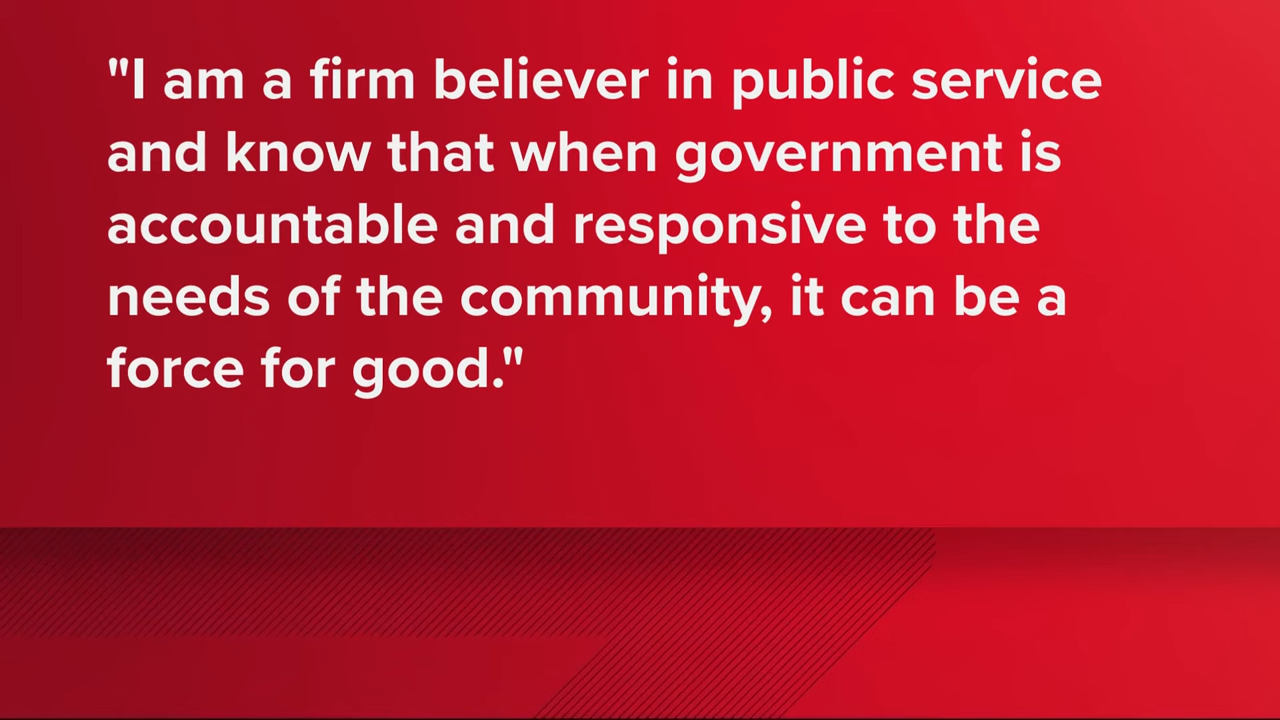 "I am a firm believer in public service
and know that when government is
accountable and responsive to the
needs of the community, it can be a
force for good."